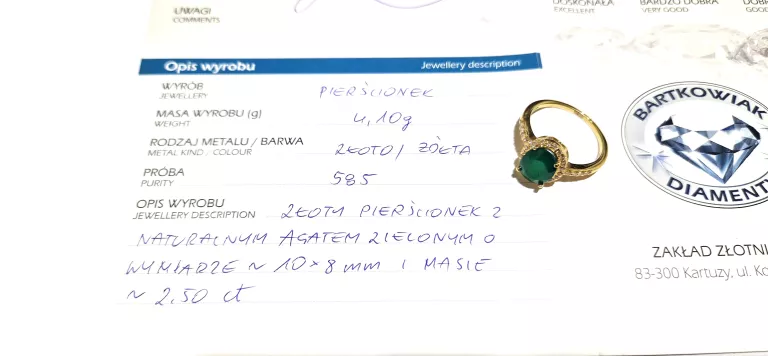 UWAGI
COMMENTS
DOSKONAŁA
EXCELLENT
BARDZO DOBRA
VERY GOOD
GOOD
Opis wyrobu
Jewellery description
WYRÓB
JEWELLERY
PIERŚCIONEK
MASA WYROBU (g)
WEIGHT
4,10g
RODZAJ METALU / BARWA
METAL KIND / COLOUR
ZŁOTO / ŻÓŁTA
PRÓBA
PURITY
585
OPIS WYROBU
JEWELLERY DESCRIPTION
ZŁOTY PIERŚCIONEK Z
NATURALNYM AGATEM ZIELONYM O
WYMIARZE ~ 10×8 mm I MASIE
~ 2,50 ct
BARTKOWIAK
DIAMENTY
ZAKŁAD ZŁOTNI
83-300 Kartuzy, ul. Ko